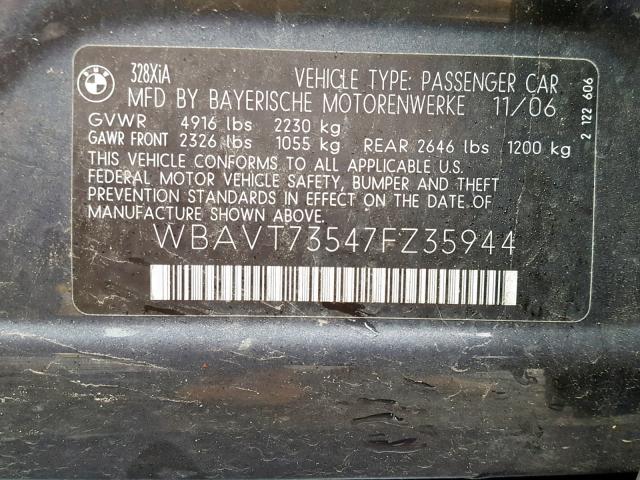 BMW
328XiA VEHICLE TYPE: PASSENGER CAR
MFD BY BAYERISCHE MOTORENWERKE 11/06
GVWR 4916 lbs 2230 kg
GAWR FRONT 2326 lbs 1055 kg REAR 2646 lbs 1200 kg
THIS VEHICLE CONFORMS TO ALL APPLICABLE U.S.
FEDERAL MOTOR VEHICLE SAFETY, BUMPER AND THEFT
PREVENTION STANDARDS IN EFFECT ON THE DATE OF
MANUFACTURE SHOWN ABOVE.
WBAVT73547FZ35944
2 122 606